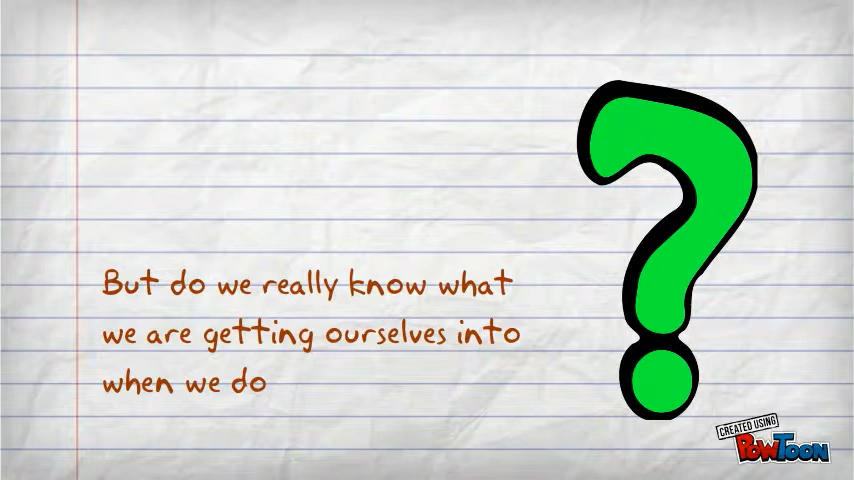 But do we really know what
we are getting ourselves into
when we do
?
CREATED USING
POWTOON